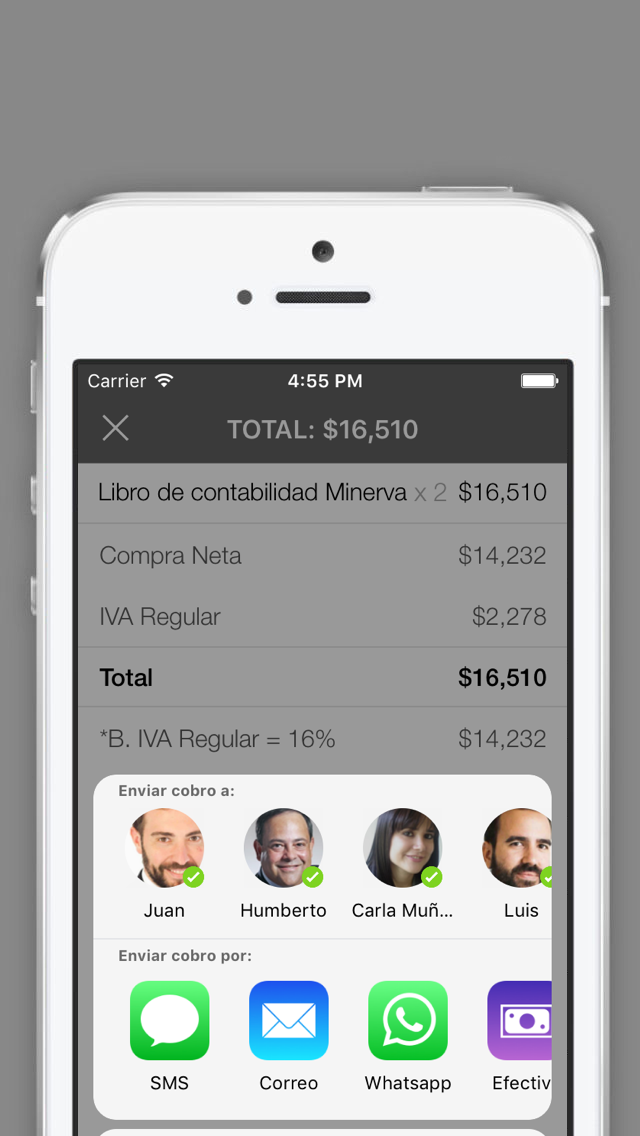 Carrier 4:55 PM
TOTAL: $16,510
Libro de contabilidad Minerva x 2 $16,510
Compra Neta $14,232
IVA Regular $2,278
Total $16,510
*B. IVA Regular = 16% $14,232
Enviar cobro a:
Juan Humberto Carla Muñ... Luis
Enviar cobro por:
SMS Correo Whatsapp Efectiv